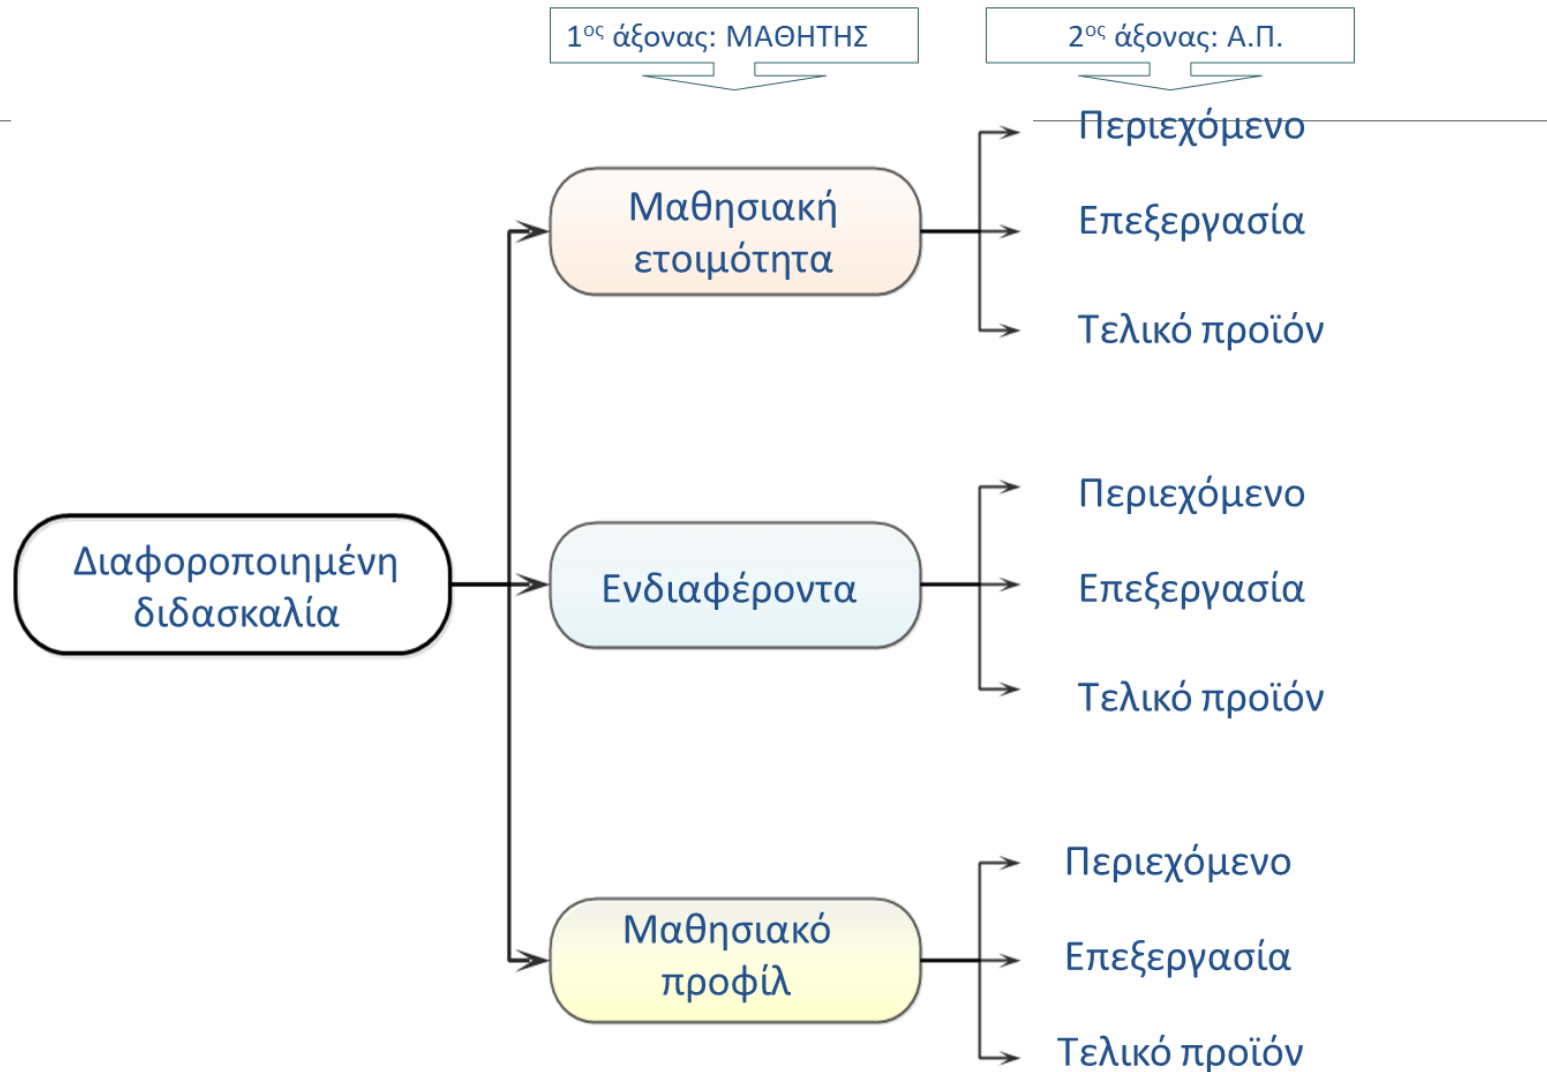 1ος άξονας: ΜΑΘΗΤΗΣ
2ος άξονας: Α.Π.
Διαφοροποιημένη
διδασκαλία
Μαθησιακή
ετοιμότητα
Περιεχόμενο
Επεξεργασία
Τελικό προϊόν
Ενδιαφέροντα
Περιεχόμενο
Επεξεργασία
Τελικό προϊόν
Μαθησιακό
προφίλ
Περιεχόμενο
Επεξεργασία
Τελικό προϊόν